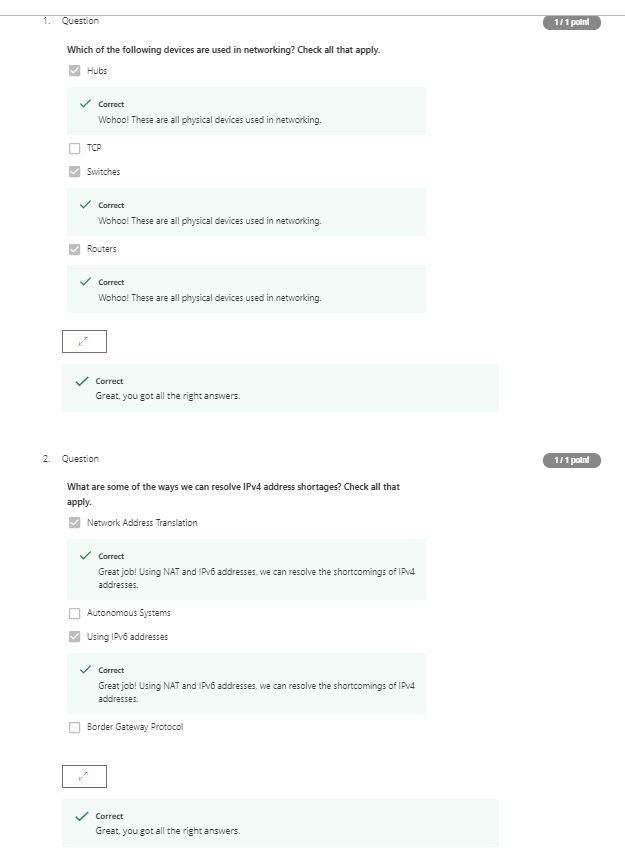 1. Question
1 / 1 point
Which of the following devices are used in networking? Check all that apply.
Hubs
Correct
Wohoo! These are all physical devices used in networking.
TCP
Switches
Correct
Wohoo! These are all physical devices used in networking.
Routers
Correct
Wohoo! These are all physical devices used in networking.
Correct
Great, you got all the right answers.
2. Question
1 / 1 point
What are some of the ways we can resolve IPv4 address shortages? Check all that
apply.
Network Address Translation
Correct
Great job! Using NAT and IPv6 addresses, we can resolve the shortcomings of IPv4
addresses.
Autonomous Systems
Using IPv6 addresses
Correct
Great job! Using NAT and IPv6 addresses, we can resolve the shortcomings of IPv4
addresses.
Border Gateway Protocol
Correct
Great, you got all the right answers.